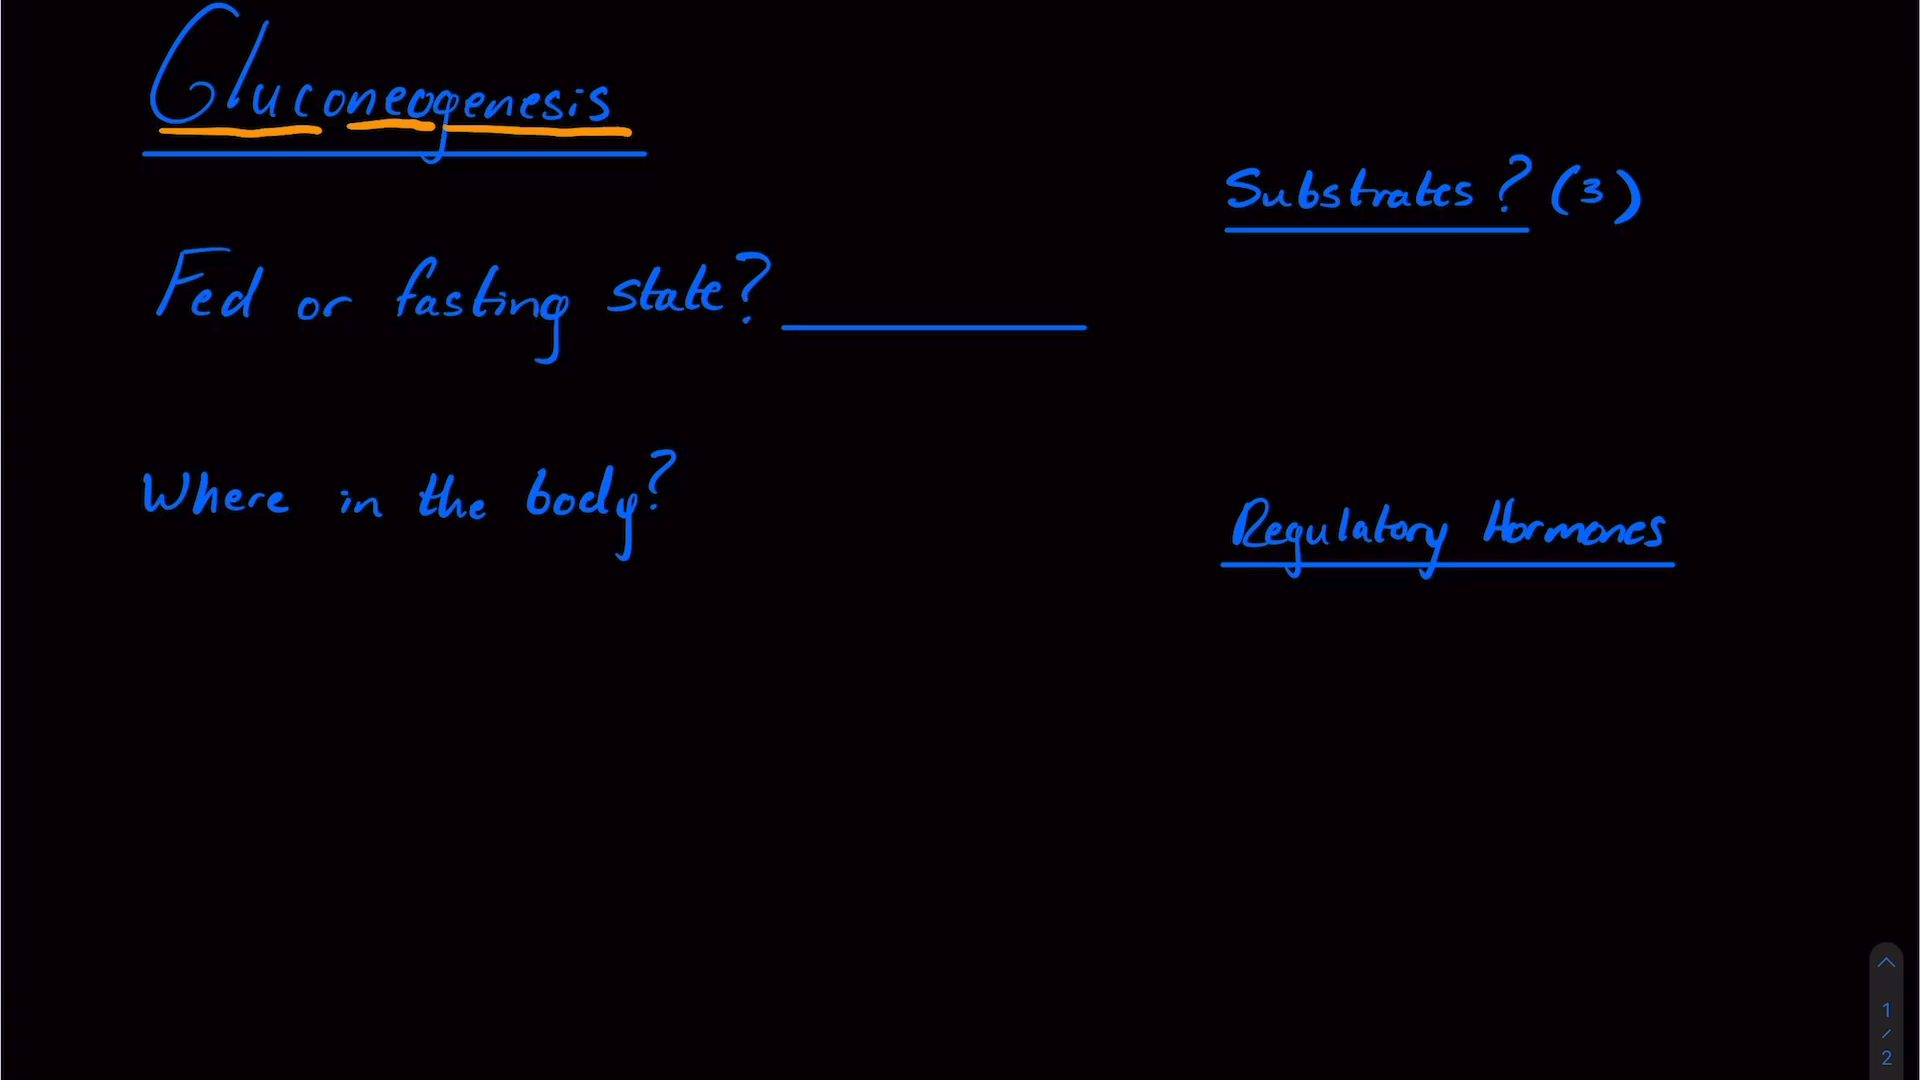 Gluconeogenesis
Fed or fasting state?
Where in the body?
Substrates? (3)
Regulatory Hormones
1
/
2